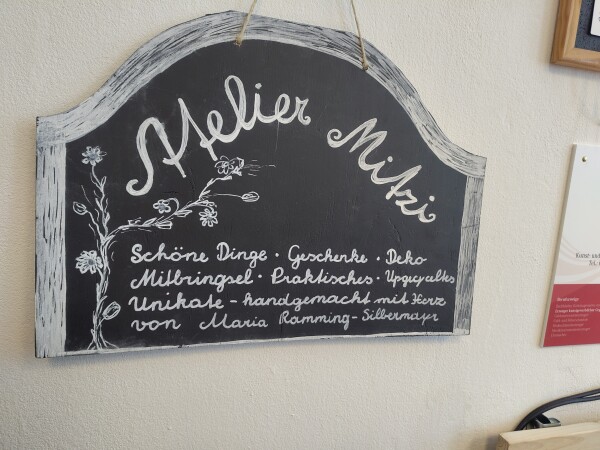 Atelier Mitzi
Schöne Dinge · Geschenke · Deko
Mitbringsel · Praktisches · Upgecyceltes
Unikate - handgemacht mit Herz
von Maria Ramming-Silbermayr